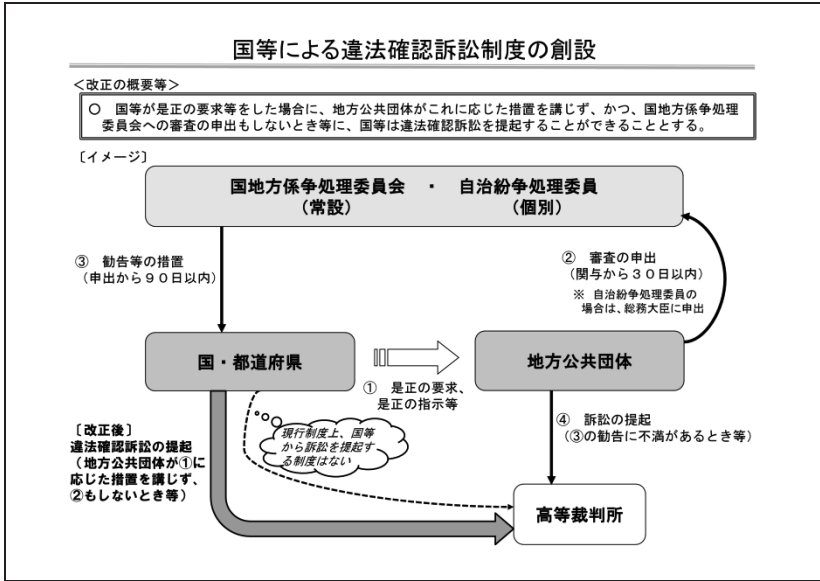 国等による違法確認訴訟制度の創設
＜改正の概要等＞
○　国等が是正の要求等をした場合に、地方公共団体がこれに応じた措置を講じず、かつ、国地方係争処理
委員会への審査の申出もしないとき等に、国等は違法確認訴訟を提起することができることとする。
〔イメージ〕
国地方係争処理委員会　・　自治紛争処理委員
（常設）　（個別）
③　勧告等の措置
（申出から９０日以内）
②　審査の申出
（関与から３０日以内）
※　自治紛争処理委員の
場合は、総務大臣に申出
国・都道府県
地方公共団体
①　是正の要求、
是正の指示等
〔改正後〕
違法確認訴訟の提起
（地方公共団体が①に
応じた措置を講じず、
②もしないとき等）
現行制度上、国等
から訴訟を提起す
る制度はない
④　訴訟の提起
（③の勧告に不満があるとき等）
高等裁判所